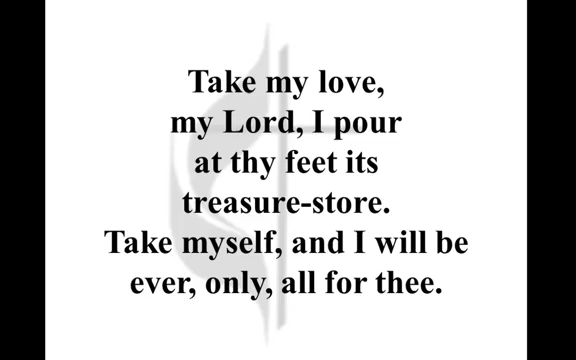 Take my love,
my Lord, I pour
at thy feet its
treasure-store.
Take myself, and I will be
ever, only, all for thee.